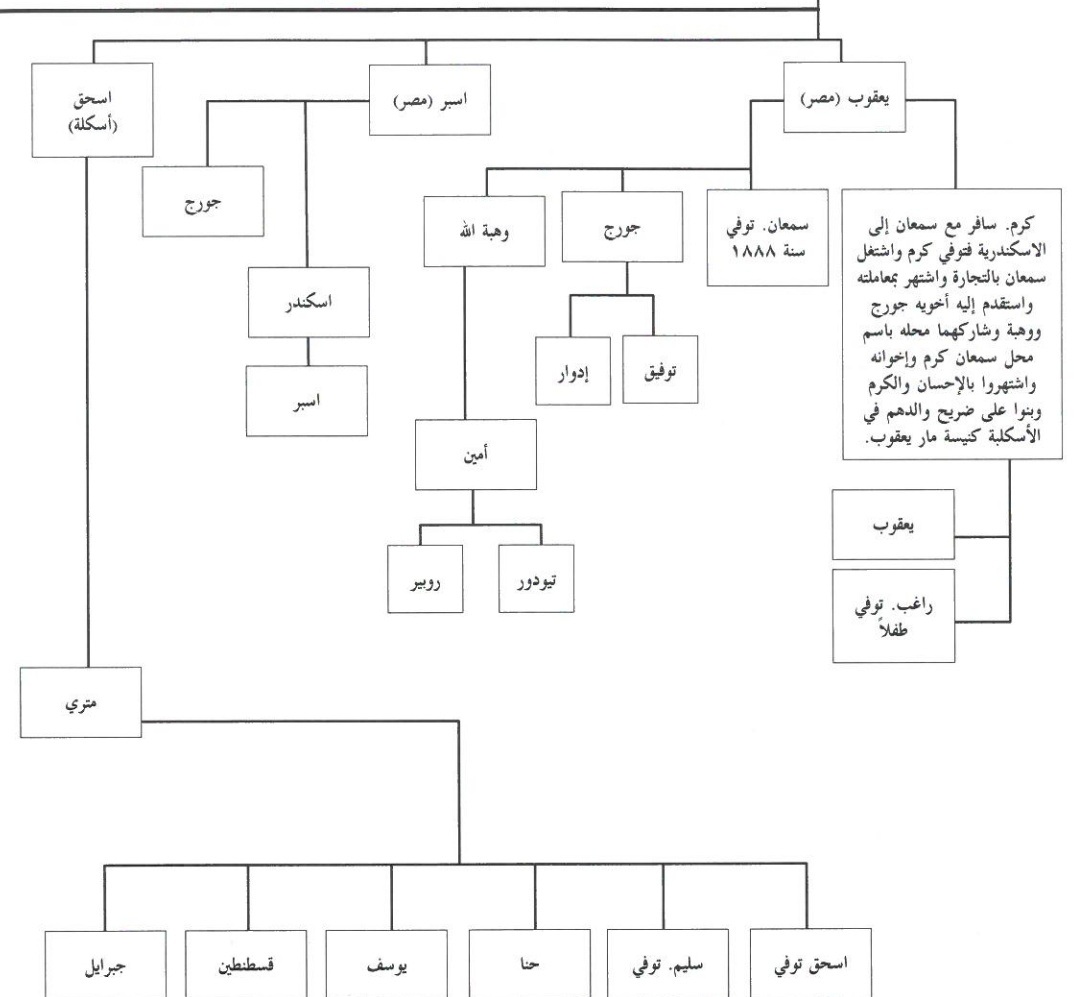 يعقوب (مصر)
اسبر (مصر)
اسحق
(أسكلة)
كرم. سافر مع سمعان إلى
الاسكندرية فتوفي كرم واشتغل
سمعان بالتجارة واشتهر بمعاملته
واستقدم إليه أخويه جورج
ووهبة وشاركهما محله باسم
محل سمعان كرم وإخوانه
واشتهروا بالإحسان والكرم
وبنوا على ضريح والدهم في
الأسكلبة كنيسة مار يعقوب.
سمعان. توفي
سنة ١٨٨٨
جورج
وهبة الله
جورج
اسكندر
توفيق
إدوار
اسبر
أمين
يعقوب
تيودور
روبير
راغب. توفي
طفلاً
متري
اسحق توفي
سليم. توفي
حنا
يوسف
قسطنطين
جبرايل